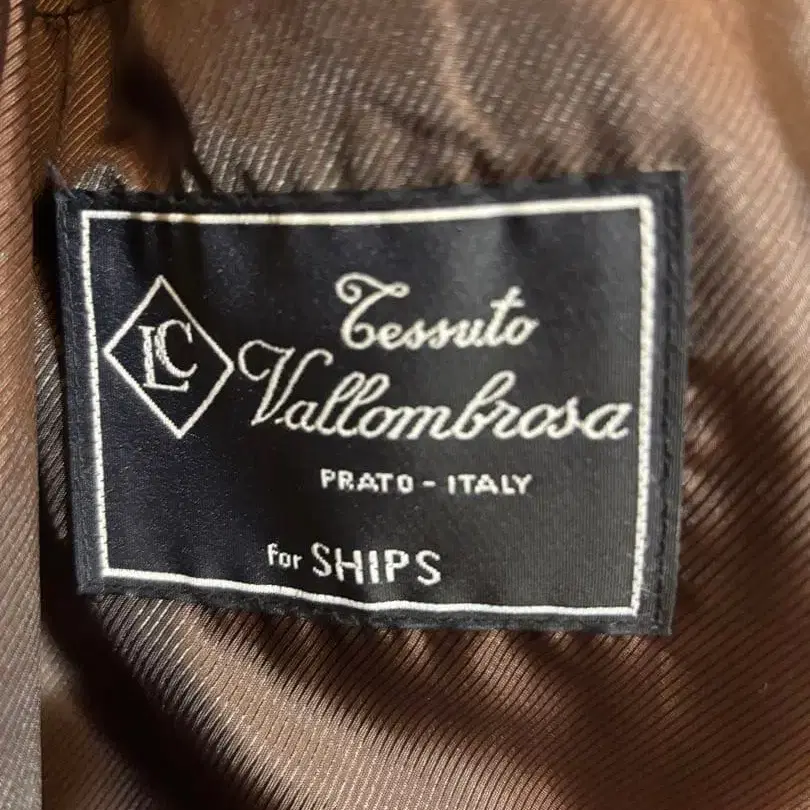 LC
Tessuto
Vallombrosa
PRATO - ITALY
for SHIPS